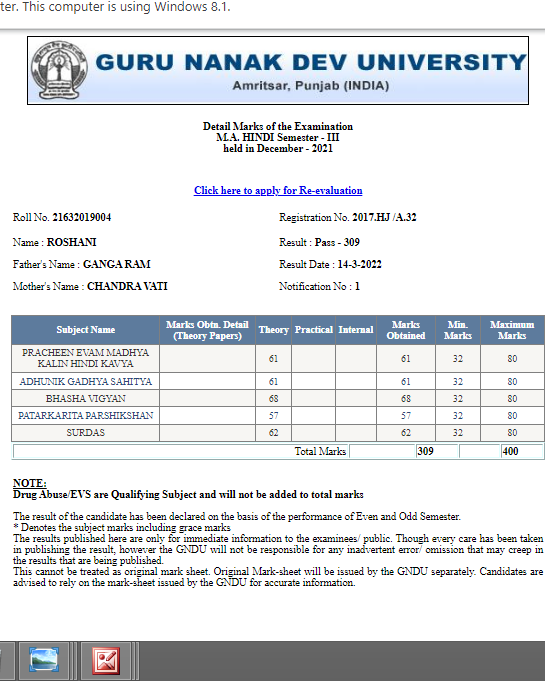 ter. This computer is using Windows 8.1.
GURU NANAK DEV UNIVERSITY
Amritsar, Punjab (INDIA)
Detail Marks of the Examination
M.A. HINDI Semester - III
held in December - 2021
Click here to apply for Re-evaluation
Roll No. 21632019004 Registration No. 2017.HJ /A.32
Name : ROSHANI Result : Pass - 309
Father's Name : GANGA RAM Result Date : 14-3-2022
Mother's Name : CHANDRA VATI Notification No : 1
Subject Name Marks Obtn. Detail (Theory Papers) Theory Practical Internal Marks Obtained Min. Marks Maximum Marks
PRACHEEN EVAM MADHYA KALIN HINDI KAVYA 61 61 32 80
ADHUNIK GADHYA SAHITYA 61 61 32 80
BHASHA VIGYAN 68 68 32 80
PATARKARITA PARSHIKSHAN 57 57 32 80
SURDAS 62 62 32 80
Total Marks 309 400
NOTE:
Drug Abuse/EVS are Qualifying Subject and will not be added to total marks
The result of the candidate has been declared on the basis of the performance of Even and Odd Semester.
* Denotes the subject marks including grace marks
The results published here are only for immediate information to the examinees/ public. Though every care has been taken
in publishing the result, however the GNDU will not be responsible for any inadvertent error/ omission that may creep in
the results that are being published.
This cannot be treated as original mark sheet. Original Mark-sheet will be issued by the GNDU separately. Candidates are
advised to rely on the mark-sheet issued by the GNDU for accurate information.